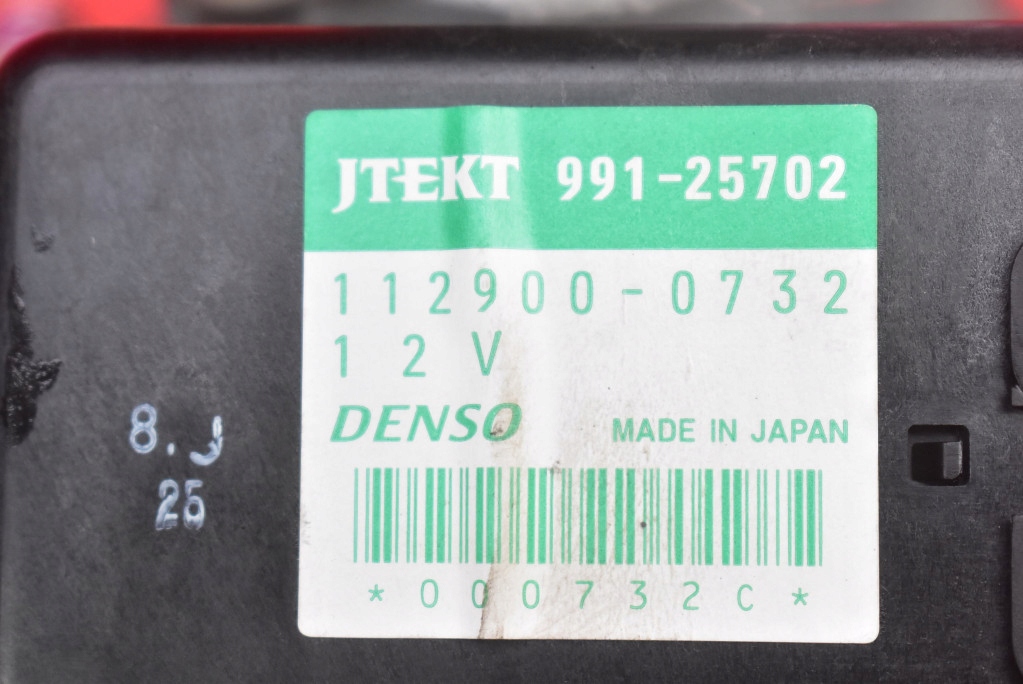 JTEKT 991-25702
112900-0732
12V
DENSO MADE IN JAPAN
*000732C*
8.J
25